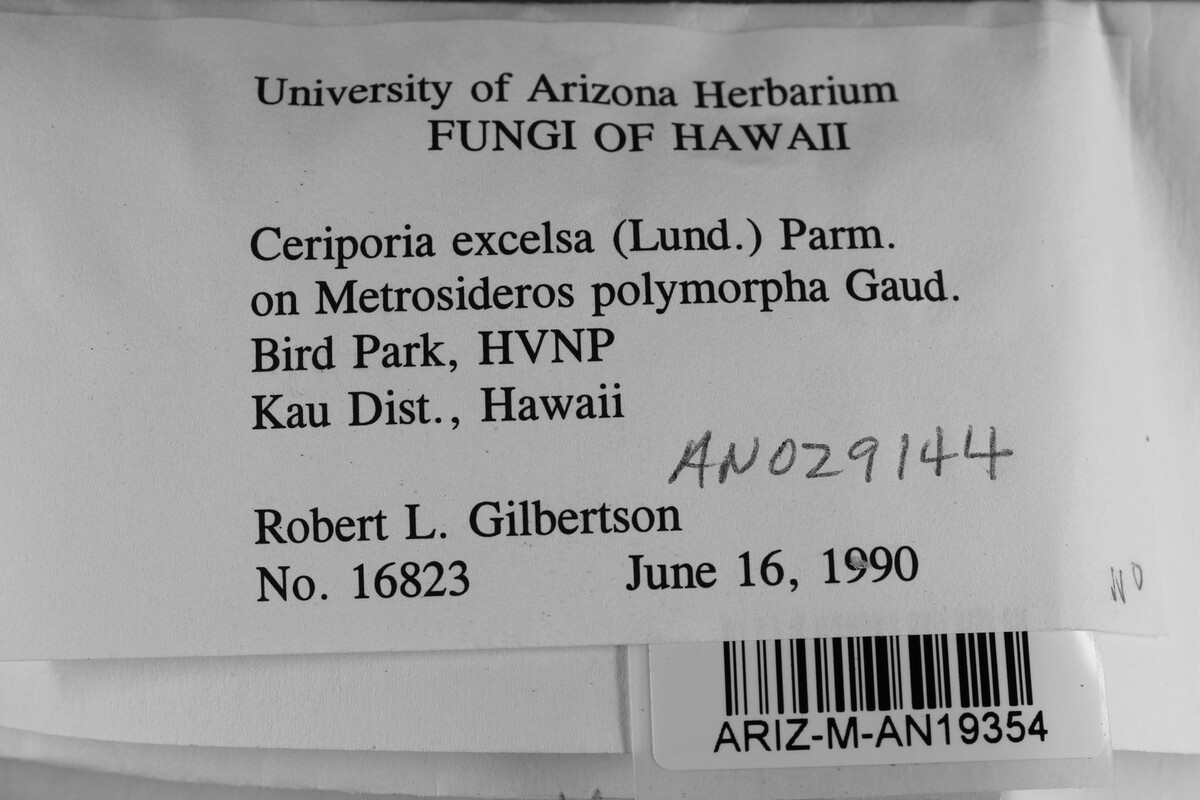 University of Arizona Herbarium
FUNGI OF HAWAII
Ceriporia excelsa (Lund.) Parm.
on Metrosideros polymorpha Gaud.
Bird Park, HVNP
Kau Dist., Hawaii
AN029144
Robert L. Gilbertson
No. 16823 June 16, 1990
NO
ARIZ-M-AN19354